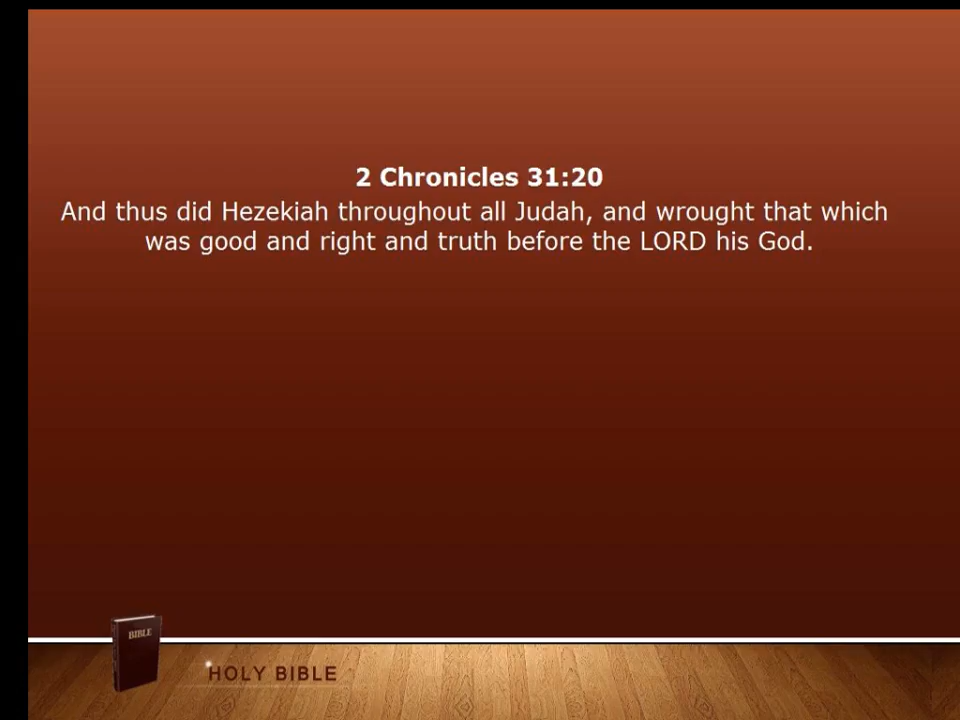 2 Chronicles 31:20
And thus did Hezekiah throughout all Judah, and wrought that which
was good and right and truth before the LORD his God.
BIBLE
HOLY BIBLE